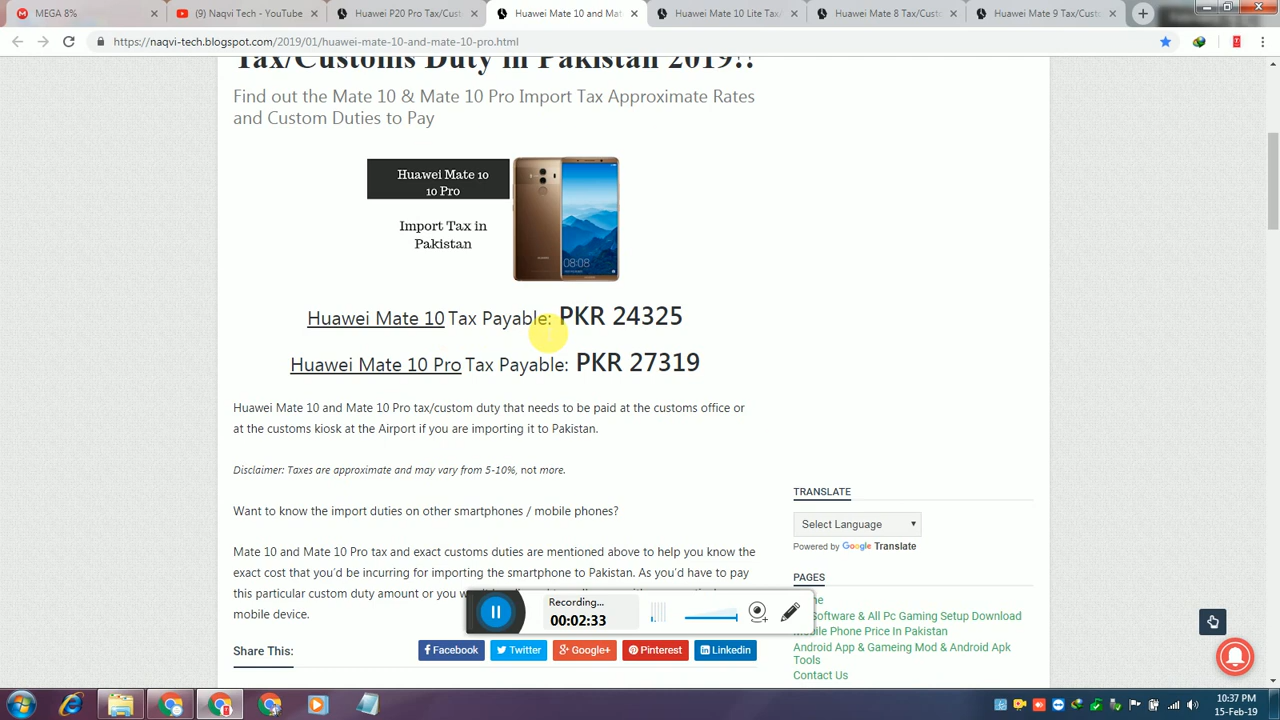 MEGA 8%
(9) Naqvi Tech - YouTube
Huawei P20 Pro Tax/Cust
Huawei Mate 10 and Mat
Huawei Mate 10 Lite Tax
Huawei Mate 8 Tax/Custo
Huawei Mate 9 Tax/Custo
https://naqvi-tech.blogspot.com/2019/01/huawei-mate-10-and-mate-10-pro.html
Tax/Customs Duty in Pakistan 2019!!
Find out the Mate 10 & Mate 10 Pro Import Tax Approximate Rates
and Custom Duties to Pay
Huawei Mate 10
10 Pro
Import Tax in
Pakistan
08:08
Huawei Mate 10 Tax Payable: PKR 24325
Huawei Mate 10 Pro Tax Payable: PKR 27319
Huawei Mate 10 and Mate 10 Pro tax/custom duty that needs to be paid at the customs office or
at the customs kiosk at the Airport if you are importing it to Pakistan.
Disclaimer: Taxes are approximate and may vary from 5-10%, not more.
Want to know the import duties on other smartphones / mobile phones?
Mate 10 and Mate 10 Pro tax and exact customs duties are mentioned above to help you know the
exact cost that you'd be incurring for importing the smartphone to Pakistan. As you'd have to pay
this particular custom duty amount or you
mobile device.
Share This:
Facebook
Twitter
Google+
Pinterest
Linkedin
TRANSLATE
Select Language
Powered by Google Translate
PAGES
Software & All Pc Gaming Setup Download
Mobile Phone Price In Pakistan
Android App & Gameing Mod & Android Apk
Tools
Contact Us
Recording...
00:02:33
10:37 PM
15-Feb-19